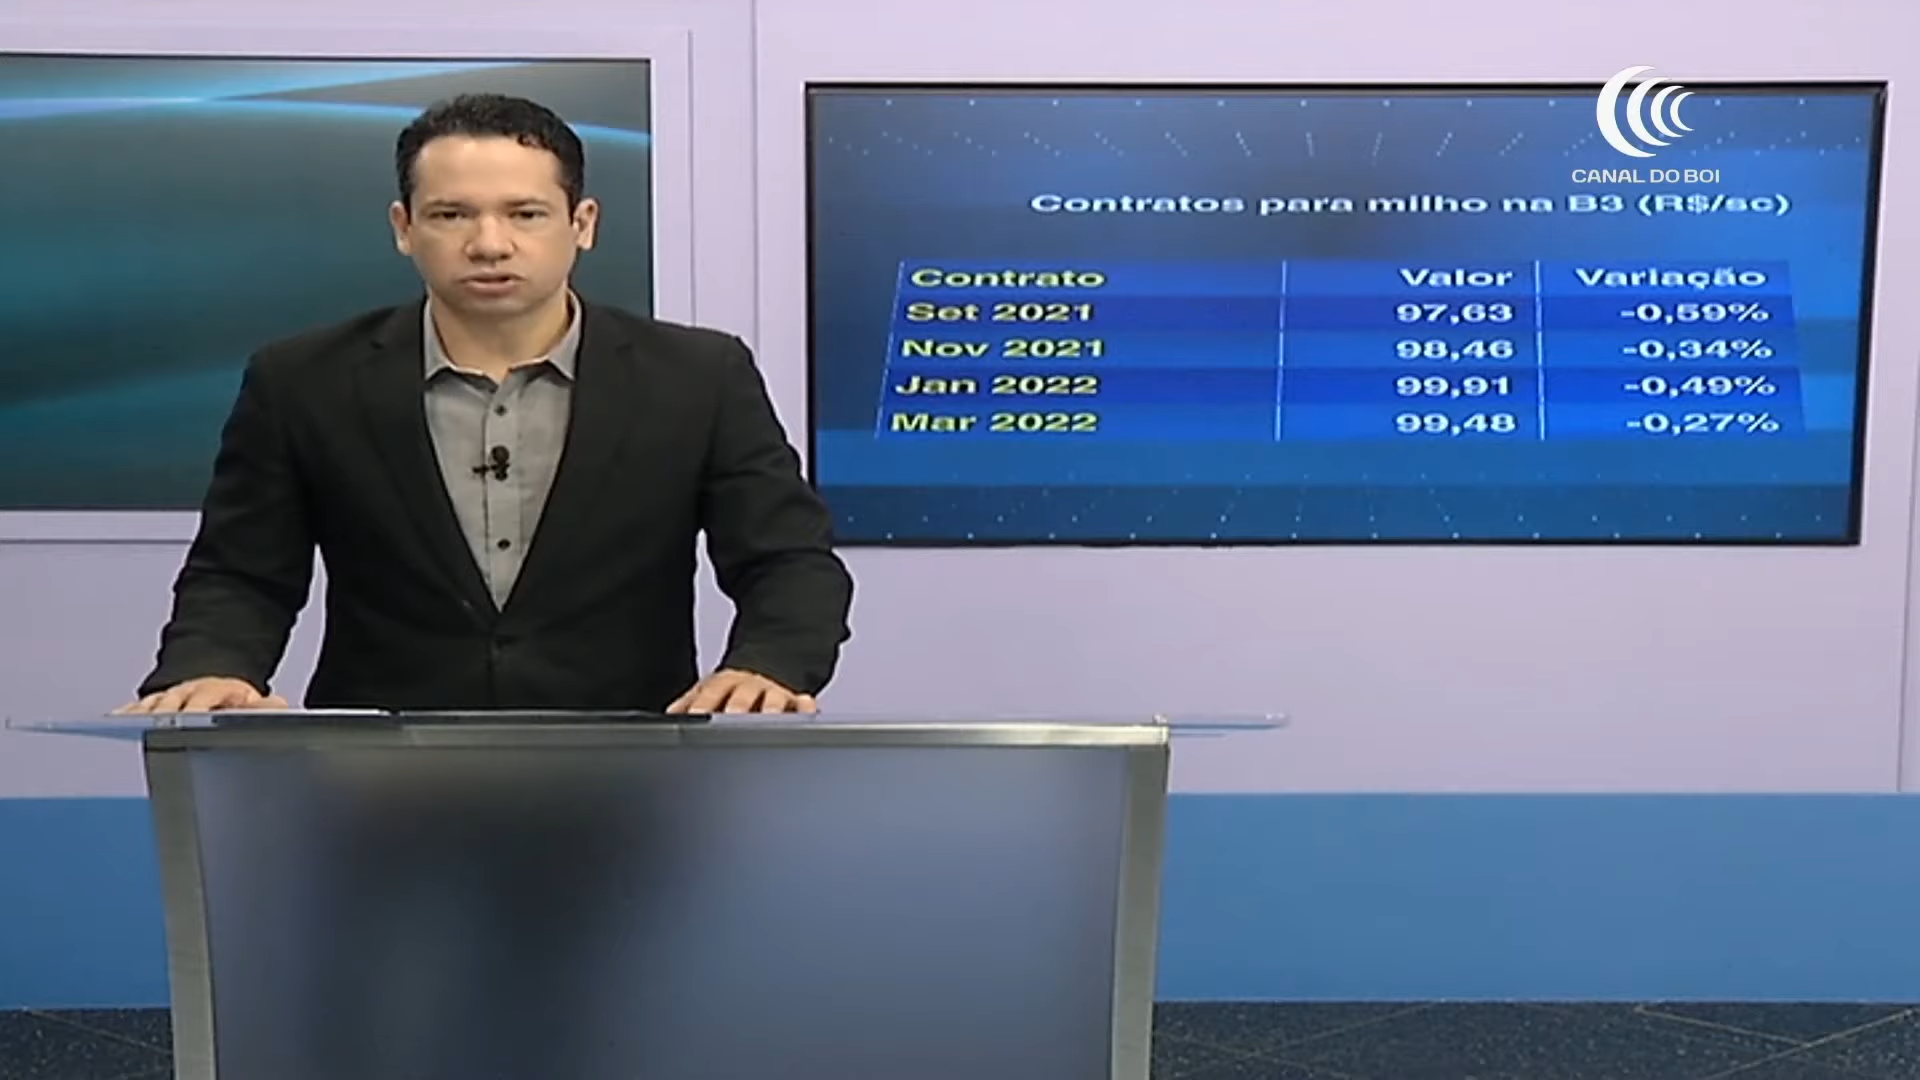 CANAL DO BOI
Contratos para milho na B3 (R$/sc)
Contrato Valor Variação
Set 2021 97,63 -0,59%
Nov 2021 98,46 -0,34%
Jan 2022 99,91 -0,49%
Mar 2022 99,48 -0,27%